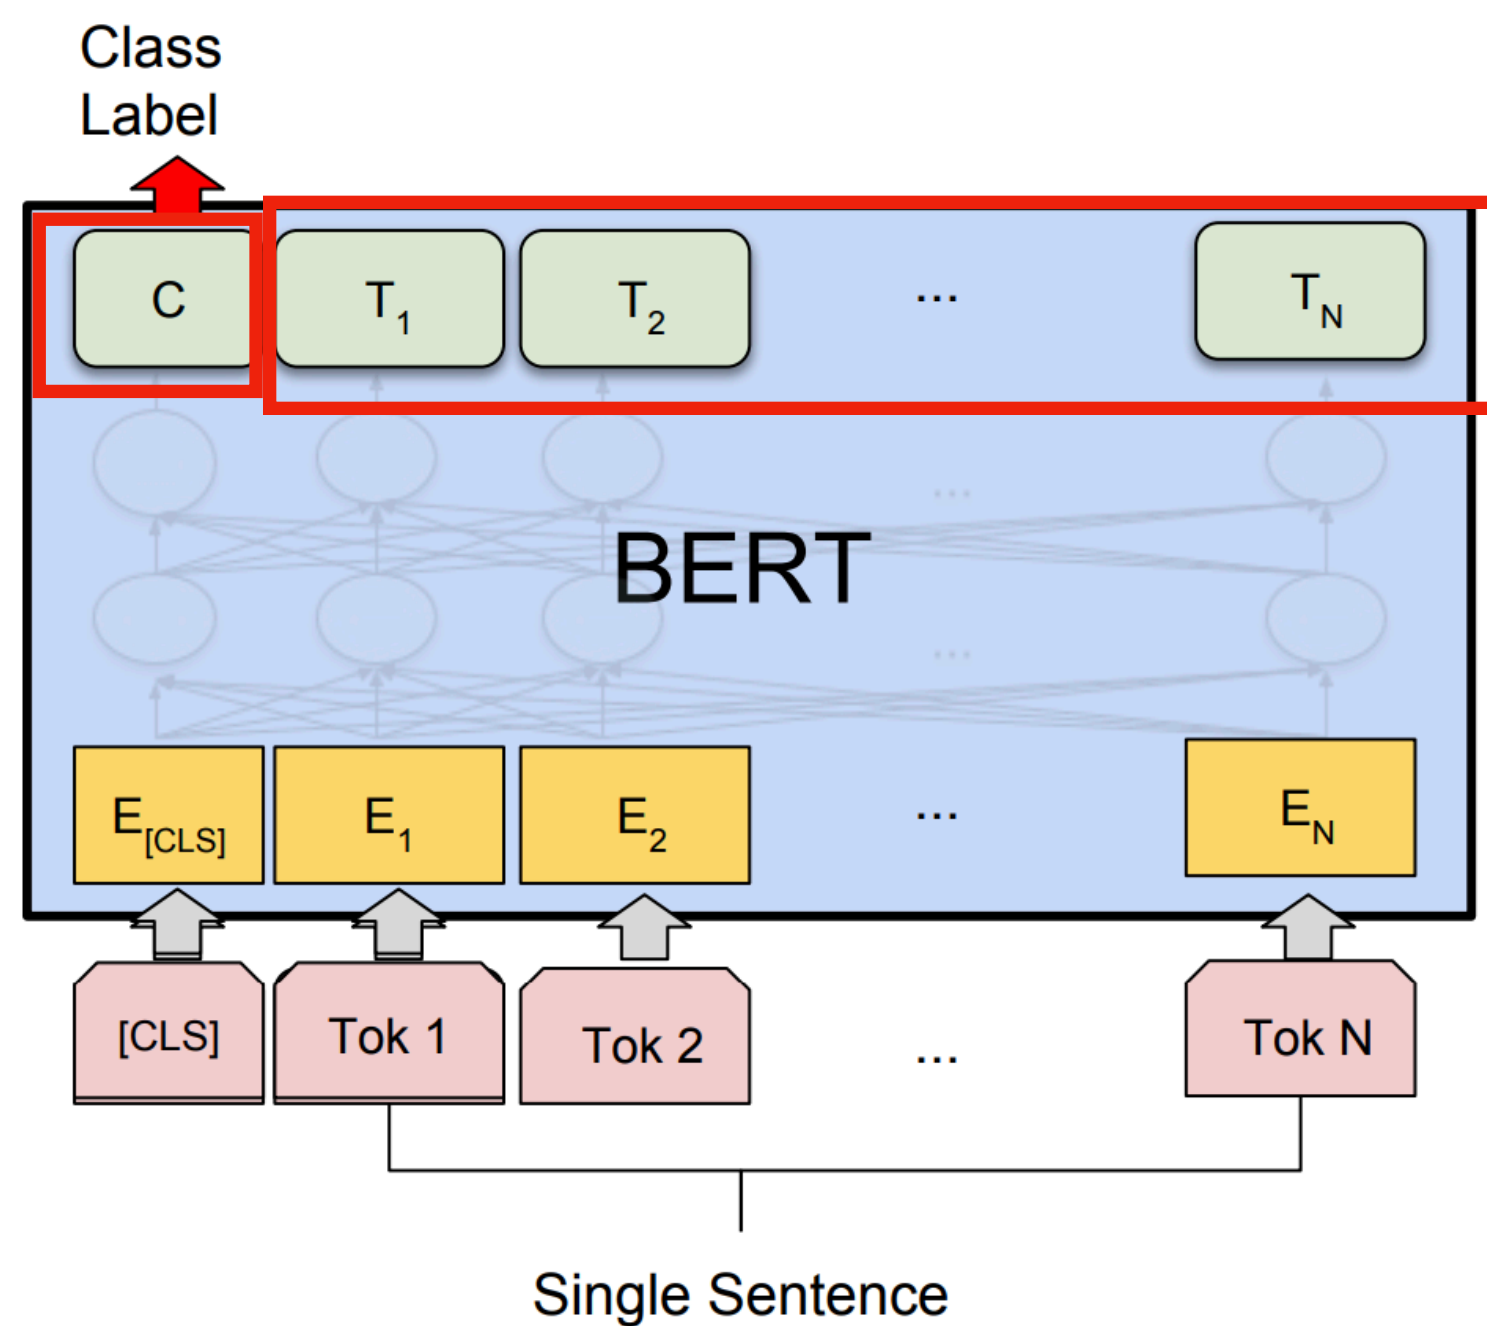 Class
Label
C T1 T2 ... TN
...
BERT
...
E[CLS] E1 E2 ... EN
[CLS] Tok 1 Tok 2 ... Tok N
Single Sentence